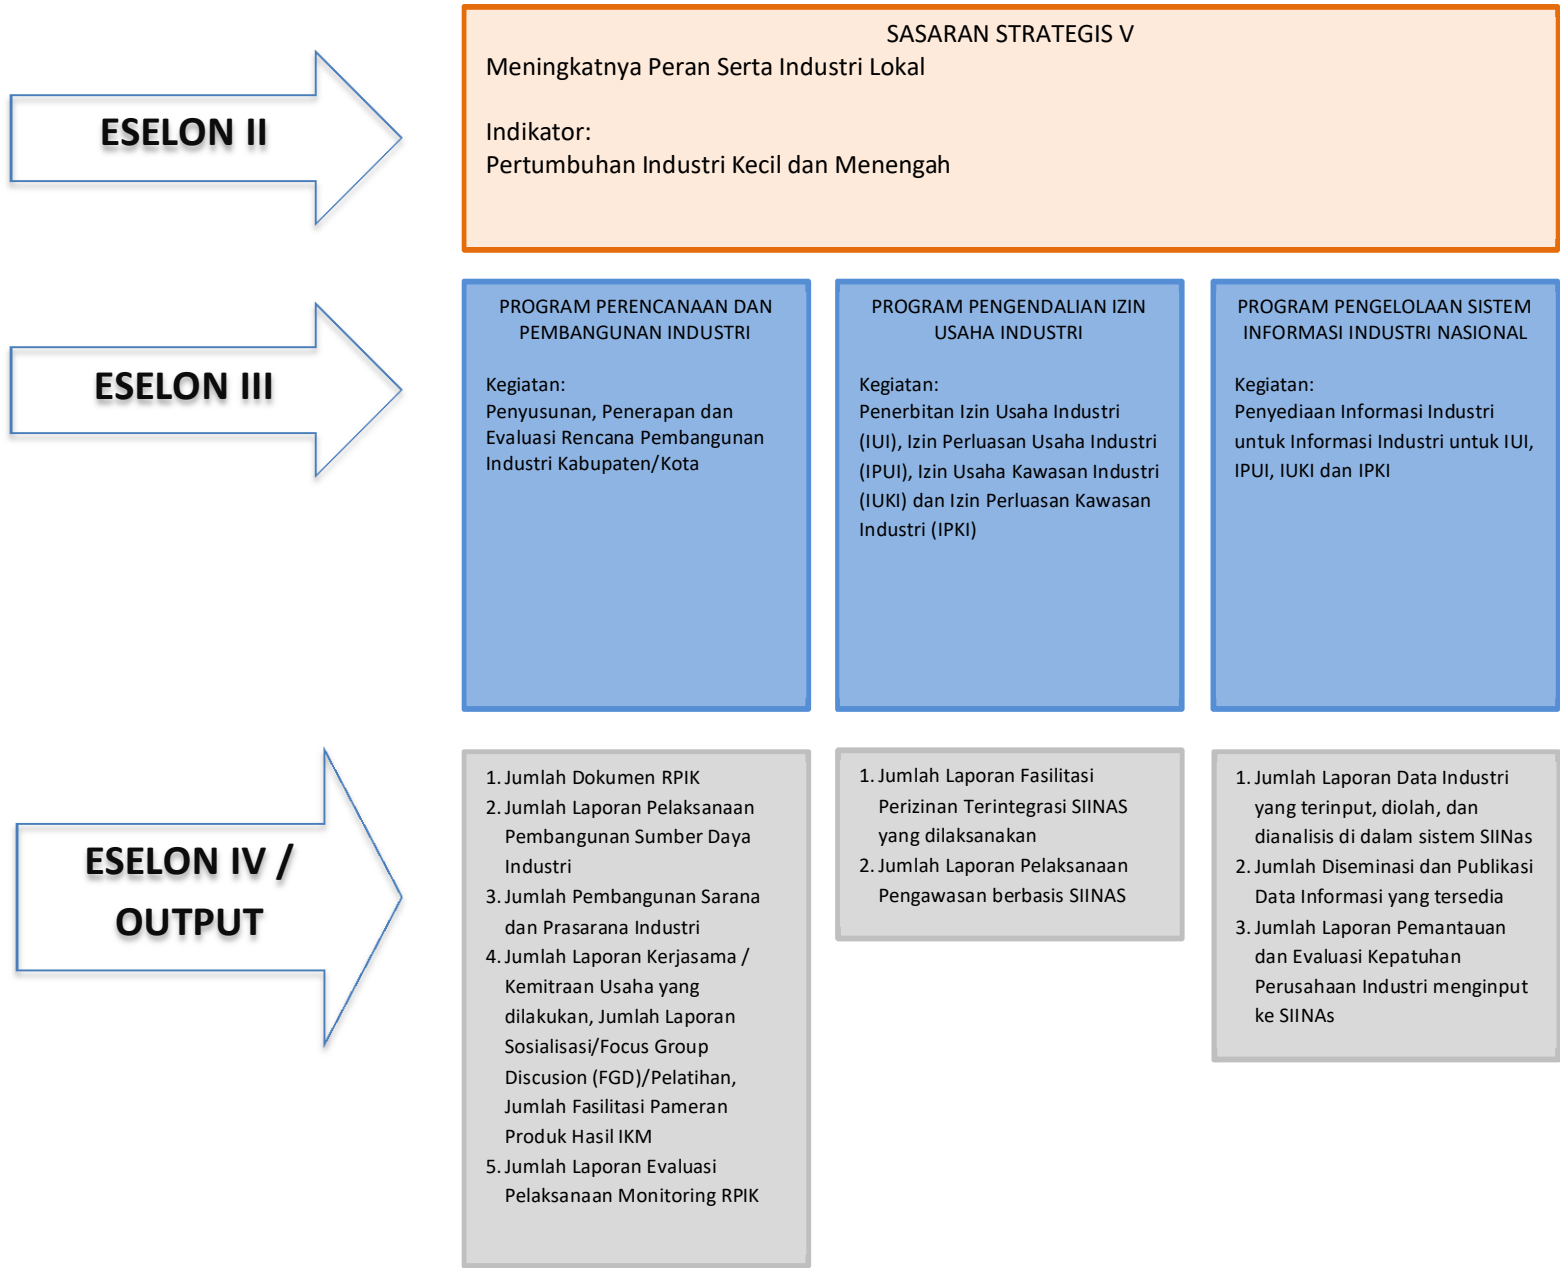 ESELON II
SASARAN STRATEGIS V
Meningkatnya Peran Serta Industri Lokal
Indikator:
Pertumbuhan Industri Kecil dan Menengah
ESELON III
PROGRAM PERENCANAAN DAN
PEMBANGUNAN INDUSTRI
Kegiatan:
Penyusunan, Penerapan dan
Evaluasi Rencana Pembangunan
Industri Kabupaten/Kota
PROGRAM PENGENDALIAN IZIN
USAHA INDUSTRI
Kegiatan:
Penerbitan Izin Usaha Industri
(IUI), Izin Perluasan Usaha Industri
(IPUI), Izin Usaha Kawasan Industri
(IUKI) dan Izin Perluasan Kawasan
Industri (IPKI)
PROGRAM PENGELOLAAN SISTEM
INFORMASI INDUSTRI NASIONAL
Kegiatan:
Penyediaan Informasi Industri
untuk Informasi Industri untuk IUI,
IPUI, IUKI dan IPKI
ESELON IV /
OUTPUT
1. Jumlah Dokumen RPIK
2. Jumlah Laporan Pelaksanaan
Pembangunan Sumber Daya
Industri
3. Jumlah Pembangunan Sarana
dan Prasarana Industri
4. Jumlah Laporan Kerjasama /
Kemitraan Usaha yang
dilakukan, Jumlah Laporan
Sosialisasi/Focus Group
Discusion (FGD)/Pelatihan,
Jumlah Fasilitasi Pameran
Produk Hasil IKM
5. Jumlah Laporan Evaluasi
Pelaksanaan Monitoring RPIK
1. Jumlah Laporan Fasilitasi
Perizinan Terintegrasi SIINAS
yang dilaksanakan
2. Jumlah Laporan Pelaksanaan
Pengawasan berbasis SIINAS
1. Jumlah Laporan Data Industri
yang terinput, diolah, dan
dianalisis di dalam sistem SIINas
2. Jumlah Diseminasi dan Publikasi
Data Informasi yang tersedia
3. Jumlah Laporan Pemantauan
dan Evaluasi Kepatuhan
Perusahaan Industri menginput
ke SIINAs